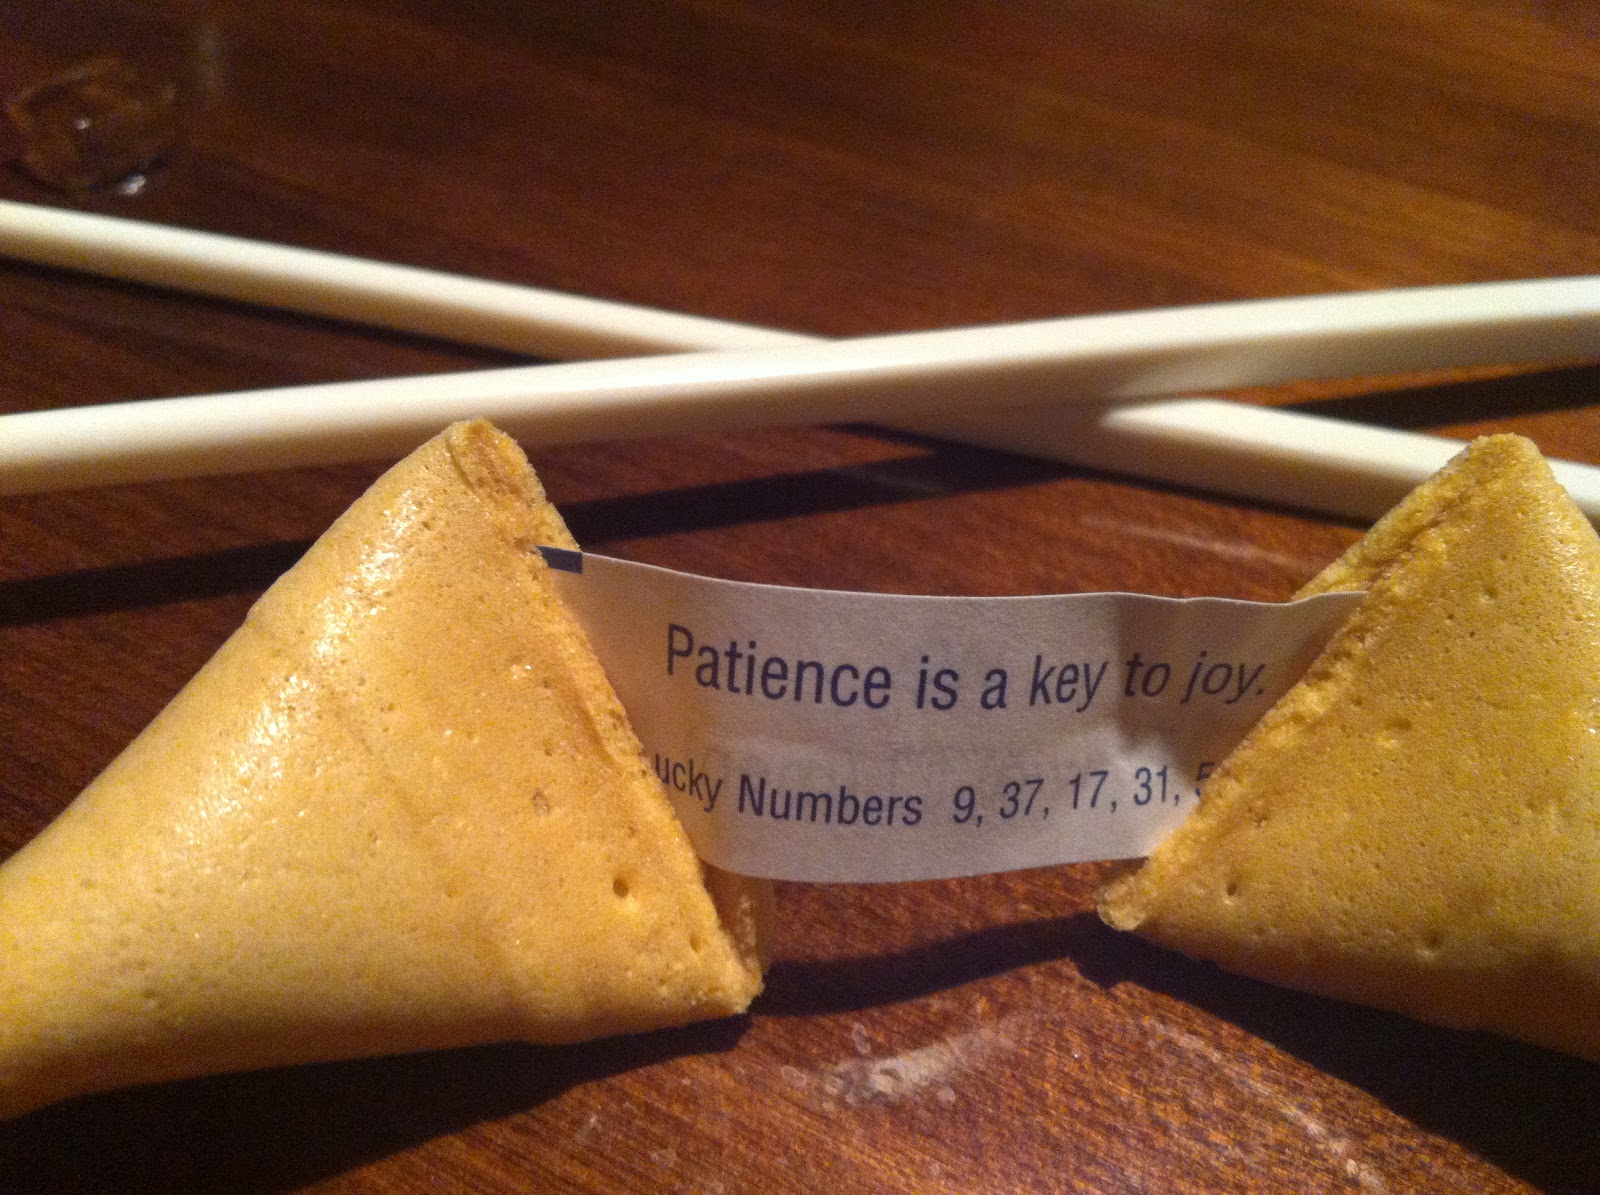 Patience is a key to joy.
ucky Numbers 9, 37, 17, 31,